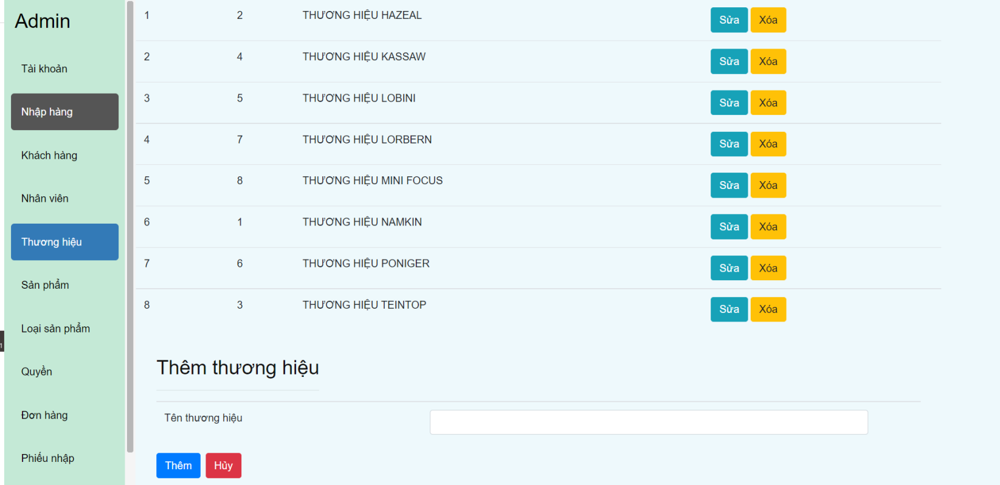 Admin
Tài khoản
Nhập hàng
Khách hàng
Nhân viên
Thương hiệu
Sản phẩm
Loại sản phẩm
Quyền
Đơn hàng
Phiếu nhập
1 2 THƯƠNG HIỆU HAZEAL Sửa Xóa
2 4 THƯƠNG HIỆU KASSAW Sửa Xóa
3 5 THƯƠNG HIỆU LOBINI Sửa Xóa
4 7 THƯƠNG HIỆU LORBERN Sửa Xóa
5 8 THƯƠNG HIỆU MINI FOCUS Sửa Xóa
6 1 THƯƠNG HIỆU NAMKIN Sửa Xóa
7 6 THƯƠNG HIỆU PONIGER Sửa Xóa
8 3 THƯƠNG HIỆU TEINTOP Sửa Xóa
Thêm thương hiệu
Tên thương hiệu
Thêm Hủy
1